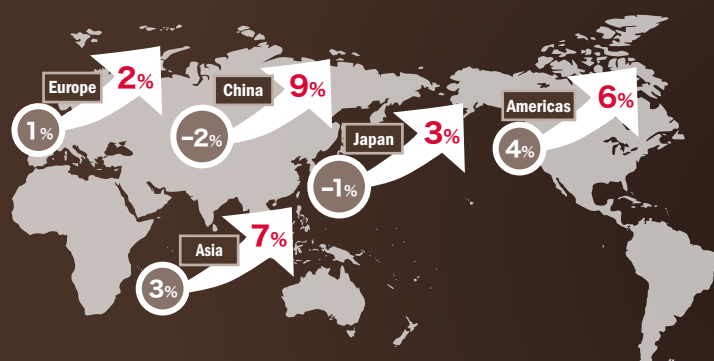 Europe
2%
1%
China
9%
–2%
Japan
3%
–1%
Americas
6%
4%
Asia
7%
3%